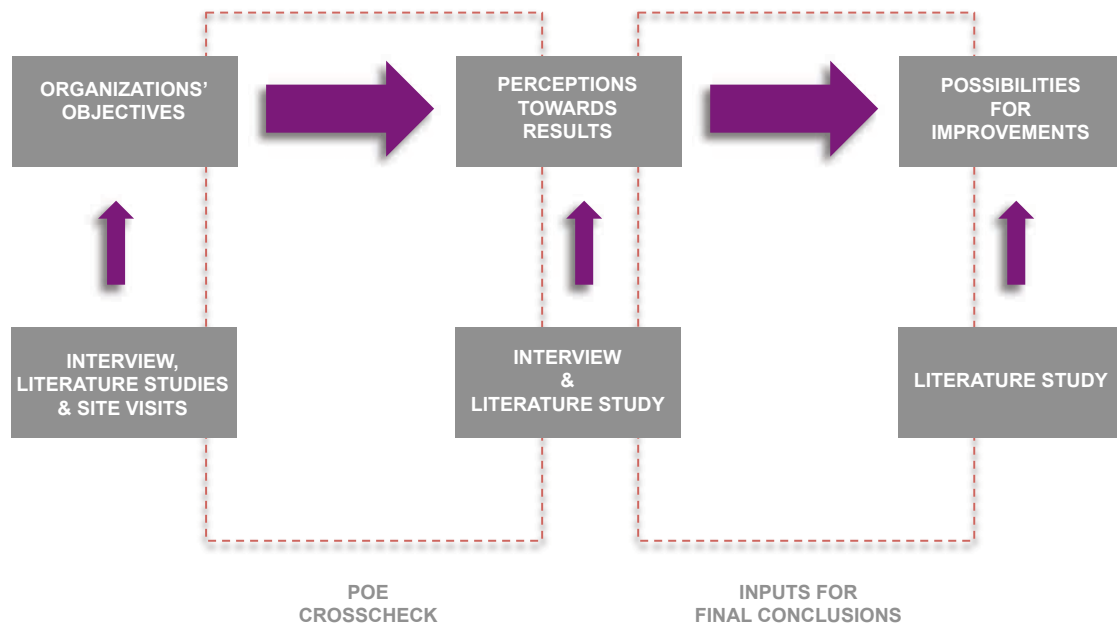 ORGANIZATIONS'
OBJECTIVES
PERCEPTIONS
TOWARDS
RESULTS
POSSIBILITIES
FOR
IMPROVEMENTS
INTERVIEW,
LITERATURE STUDIES
& SITE VISITS
INTERVIEW
&
LITERATURE STUDY
LITERATURE STUDY
POE
CROSSCHECK
INPUTS FOR
FINAL CONCLUSIONS